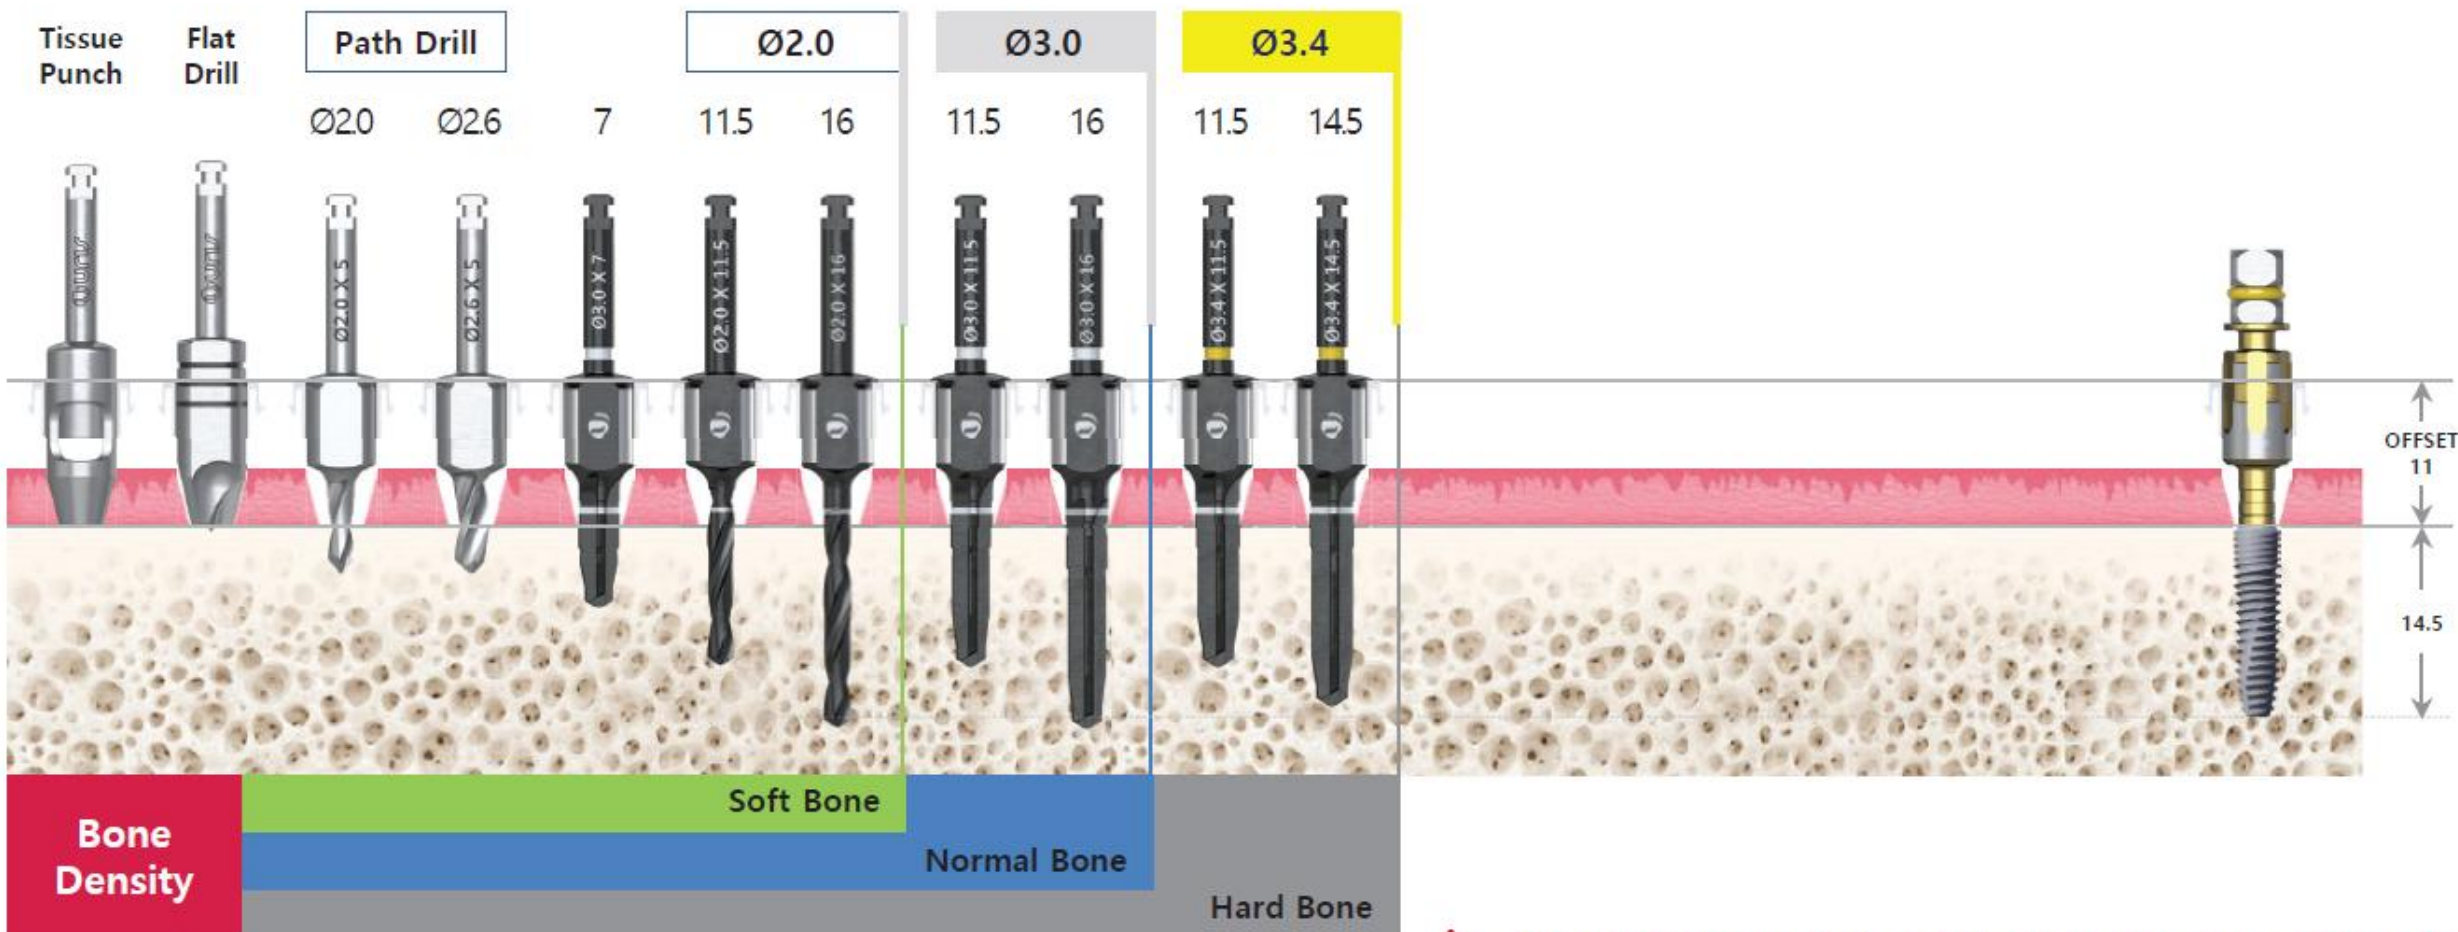 Tissue
Punch
Flat
Drill
Path Drill
Ø2.0
Ø3.0
Ø3.4
Ø2.0
Ø2.6
7
11.5
16
11.5
16
11.5
14.5
Ø2.0 X 5
Ø2.6 X 5
Ø3.0 X 7
Ø2.0 X 11.5
Ø2.0 X 16
Ø3.0 X 11.5
Ø3.0 X 16
Ø3.4 X 11.5
Ø3.4 X 14.5
OFFSET
11
14.5
Bone
Density
Soft Bone
Normal Bone
Hard Bone